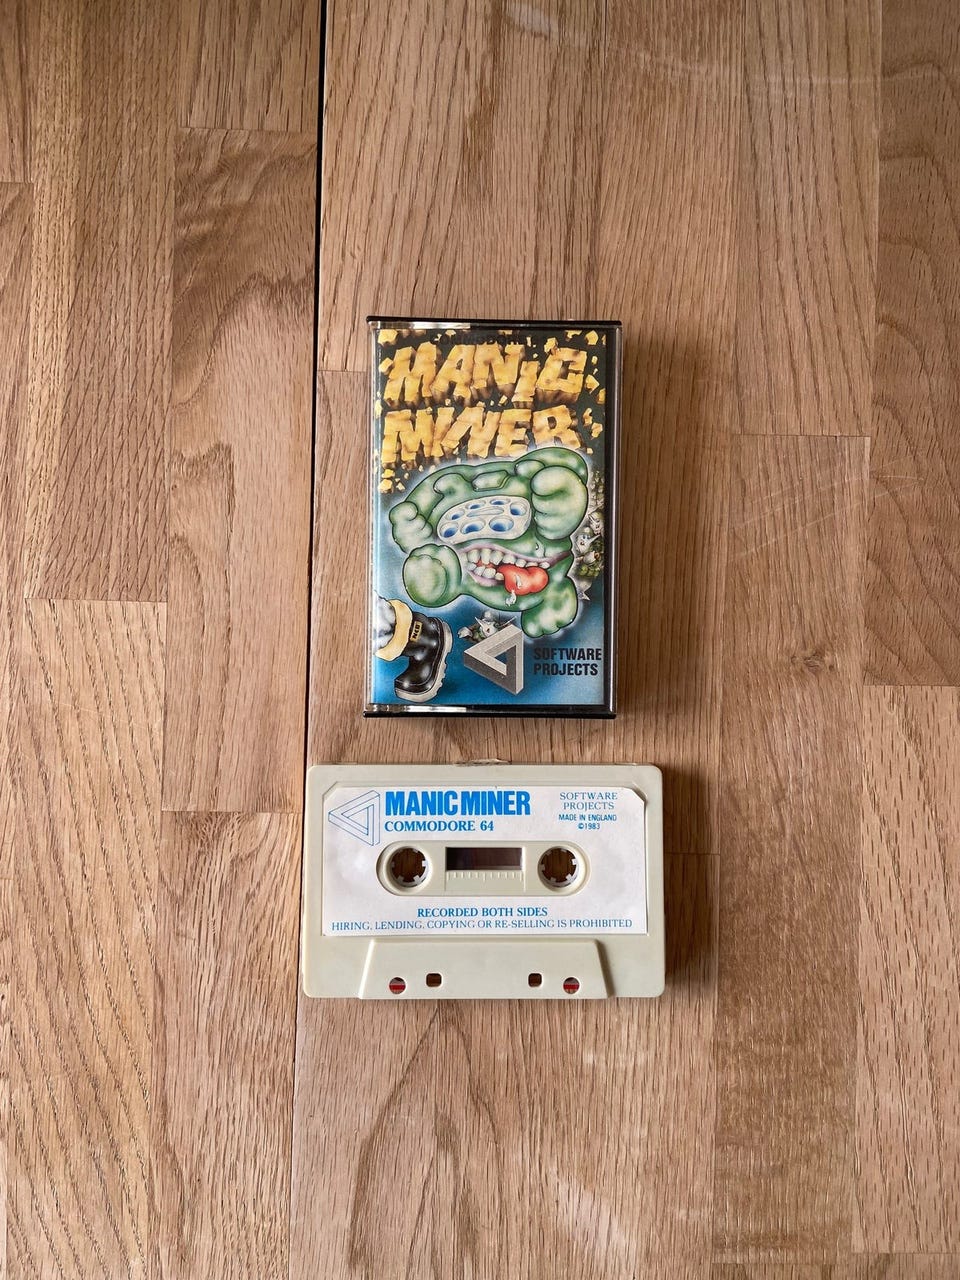 COMMODORE
MANIC
MINER
SOFTWARE
PROJECTS
MANIC MINER
COMMODORE 64
SOFTWARE
PROJECTS
MADE IN ENGLAND
©1983
RECORDED BOTH SIDES
HIRING, LENDING, COPYING OR RE-SELLING IS PROHIBITED